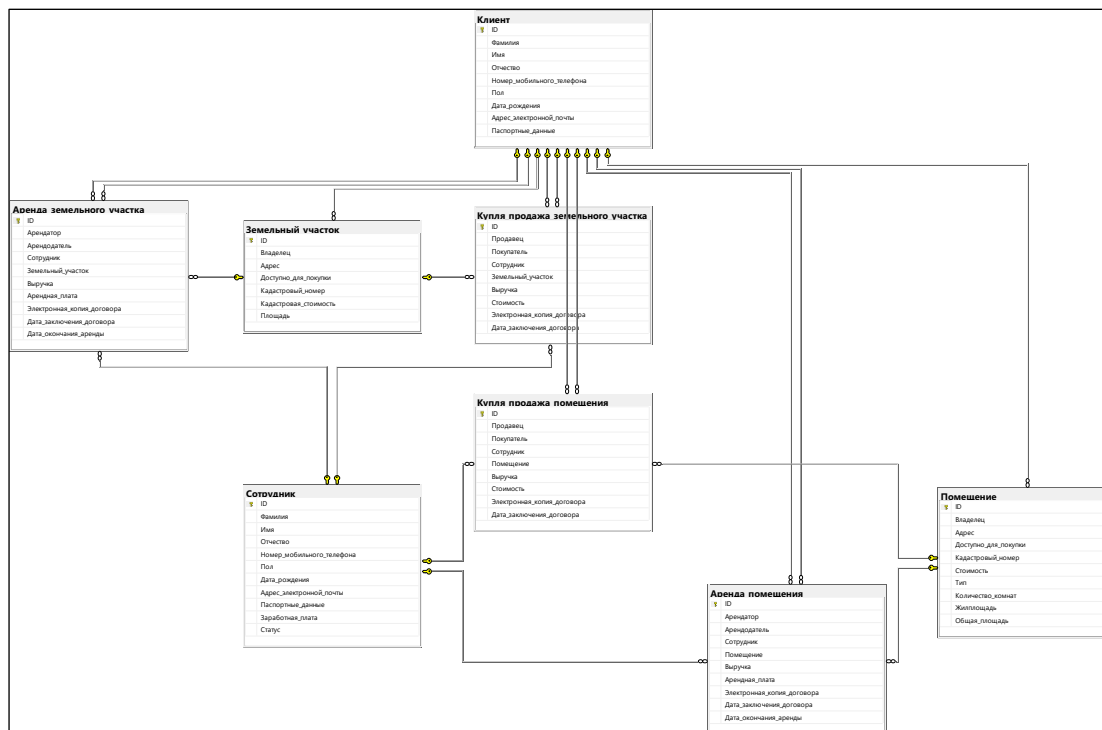 Клиент
ID
Фамилия
Имя
Отчество
Номер_мобильного_телефона
Пол
Дата_рождения
Адрес_электронной_почты
Паспортные_данные
Аренда земельного участка
ID
Арендатор
Арендодатель
Сотрудник
Земельный_участок
Выручка
Арендная_плата
Электронная_копия_договора
Дата_заключения_договора
Дата_окончания_аренды
Земельный участок
ID
Владелец
Адрес
Доступно_для_покупки
Кадастровый_номер
Кадастровая_стоимость
Площадь
Купля продажа земельного участка
ID
Продавец
Покупатель
Сотрудник
Земельный_участок
Выручка
Стоимость
Электронная_копия_договора
Дата_заключения_договора
Купля продажа помещения
ID
Продавец
Покупатель
Сотрудник
Помещение
Выручка
Стоимость
Электронная_копия_договора
Дата_заключения_договора
Сотрудник
ID
Фамилия
Имя
Отчество
Номер_мобильного_телефона
Пол
Дата_рождения
Адрес_электронной_почты
Паспортные_данные
Заработная_плата
Статус
Помещение
ID
Владелец
Адрес
Доступно_для_покупки
Кадастровый_номер
Стоимость
Тип
Количество_комнат
Жилплощадь
Общая_площадь
Аренда помещения
ID
Арендатор
Арендодатель
Сотрудник
Помещение
Выручка
Арендная_плата
Электронная_копия_договора
Дата_заключения_договора
Дата_окончания_аренды